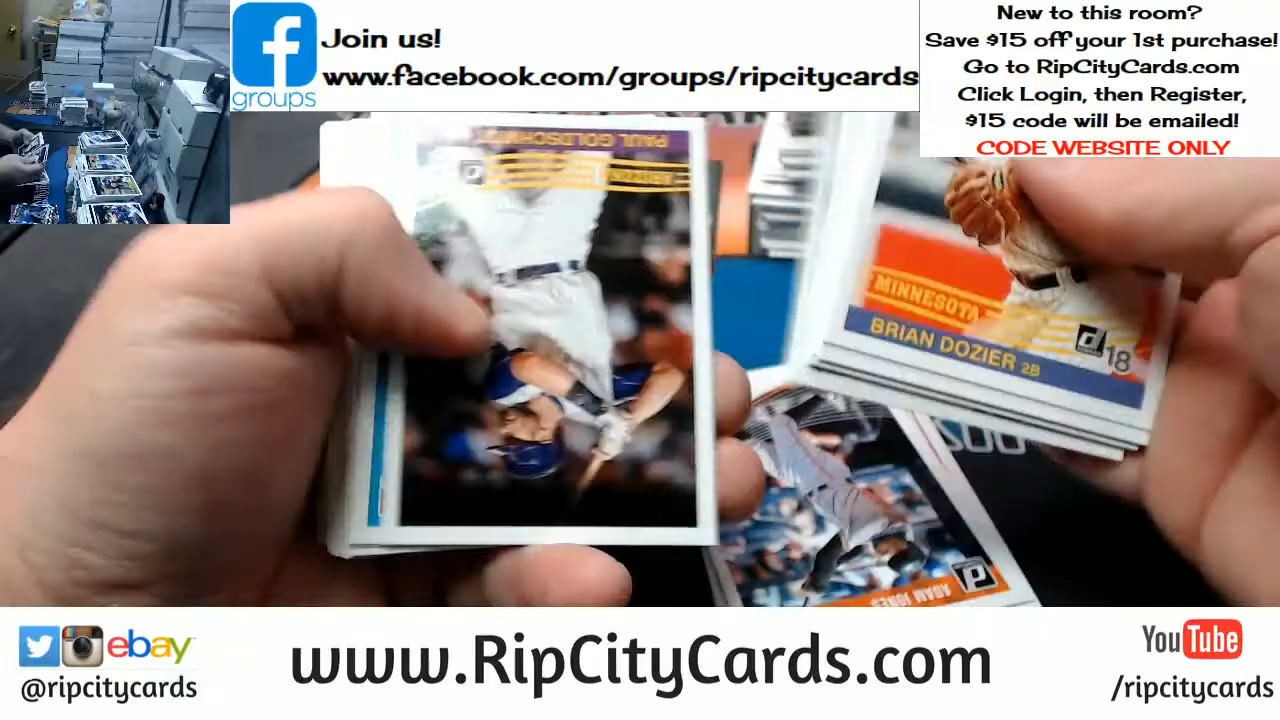 Join us!
www.facebook.com/groups/ripcitycards
groups
New to this room?
Save $15 off your 1st purchase!
Go to RipCityCards.com
Click Login, then Register,
$15 code will be emailed!
CODE WEBSITE ONLY
PAUL GOLDSCHMIDT
MINNESOTA
BRIAN DOZIER 2B
18
ADAM JONES
ebay
@ripcitycards
www.RipCityCards.com
YouTube
/ripcitycards